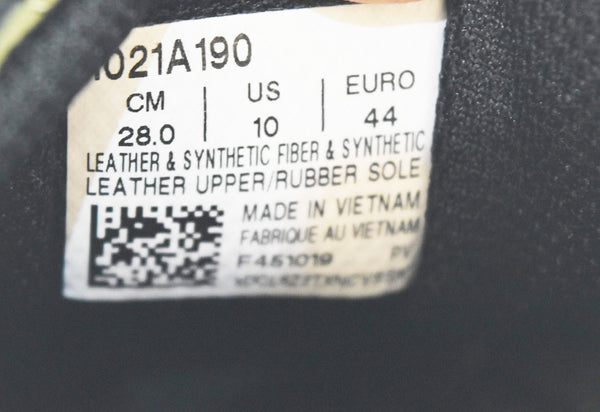 1021A190
CM US EURO
28.0 10 44
LEATHER & SYNTHETIC FIBER & SYNTHETIC
LEATHER UPPER/RUBBER SOLE
MADE IN VIETNAM
FABRIQUE AU VIETNAM
F451019 PV